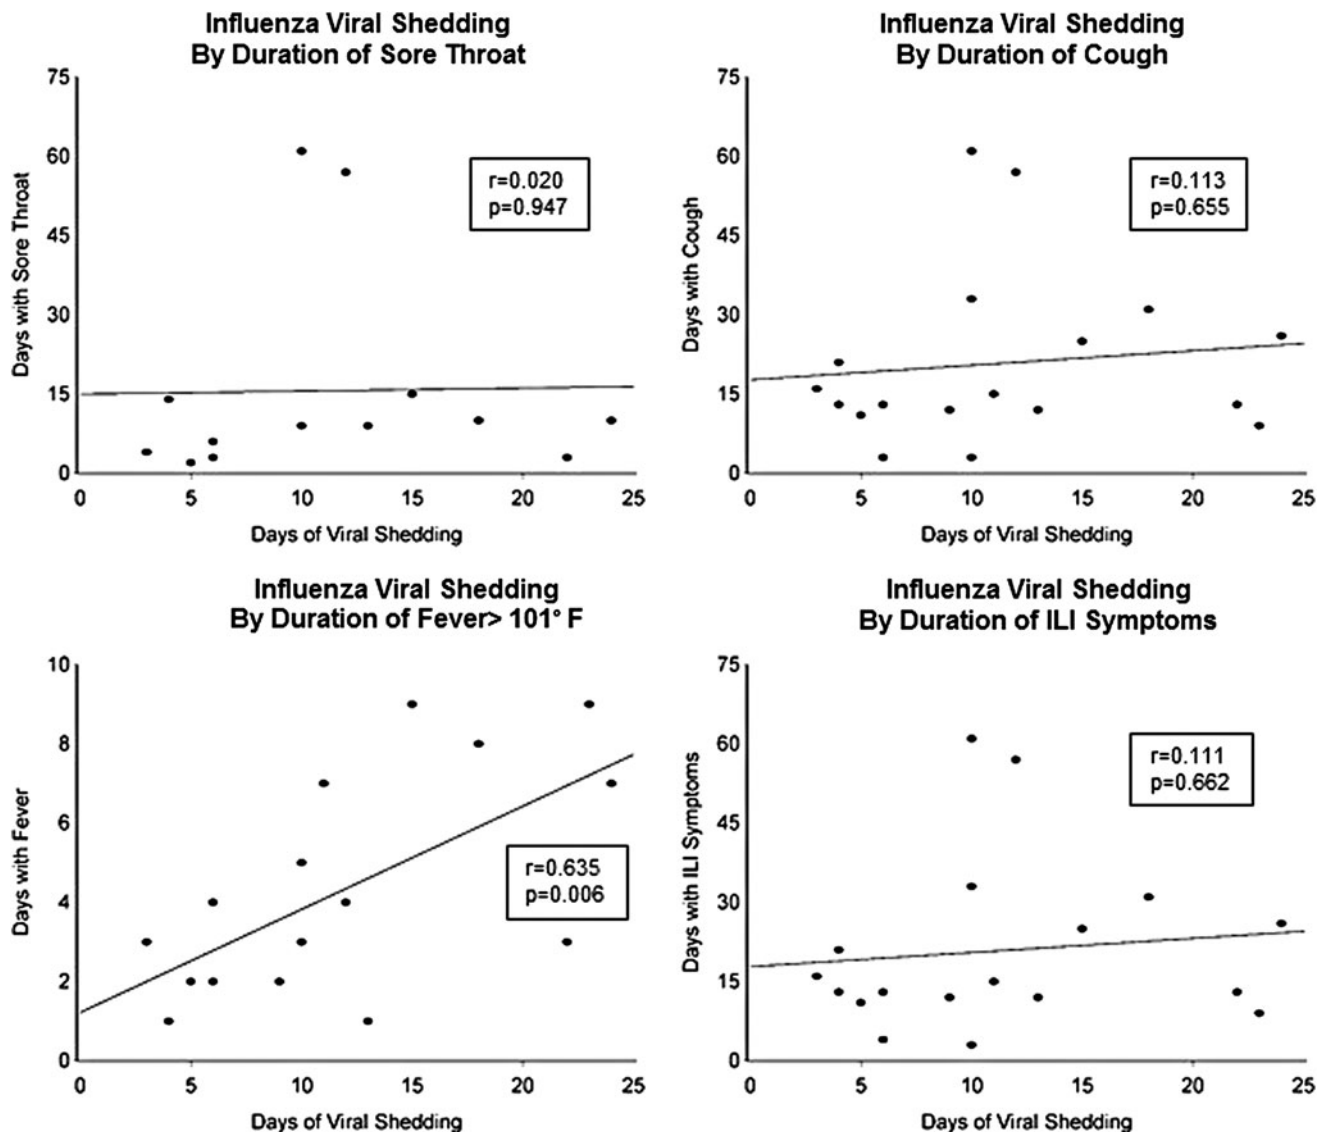 Influenza Viral Shedding
By Duration of Sore Throat
75
60
45
30
15
0
Days with Sore Throat
r=0.020
p=0.947
0 5 10 15 20 25
Days of Viral Shedding
Influenza Viral Shedding
By Duration of Cough
75
60
45
30
15
0
Days with Cough
r=0.113
p=0.655
0 5 10 15 20 25
Days of Viral Shedding
Influenza Viral Shedding
By Duration of Fever> 101° F
10
8
6
4
2
0
Days with Fever
r=0.635
p=0.006
0 5 10 15 20 25
Days of Viral Shedding
Influenza Viral Shedding
By Duration of ILI Symptoms
75
60
45
30
15
0
Days with ILI Symptoms
r=0.111
p=0.662
0 5 10 15 20 25
Days of Viral Shedding